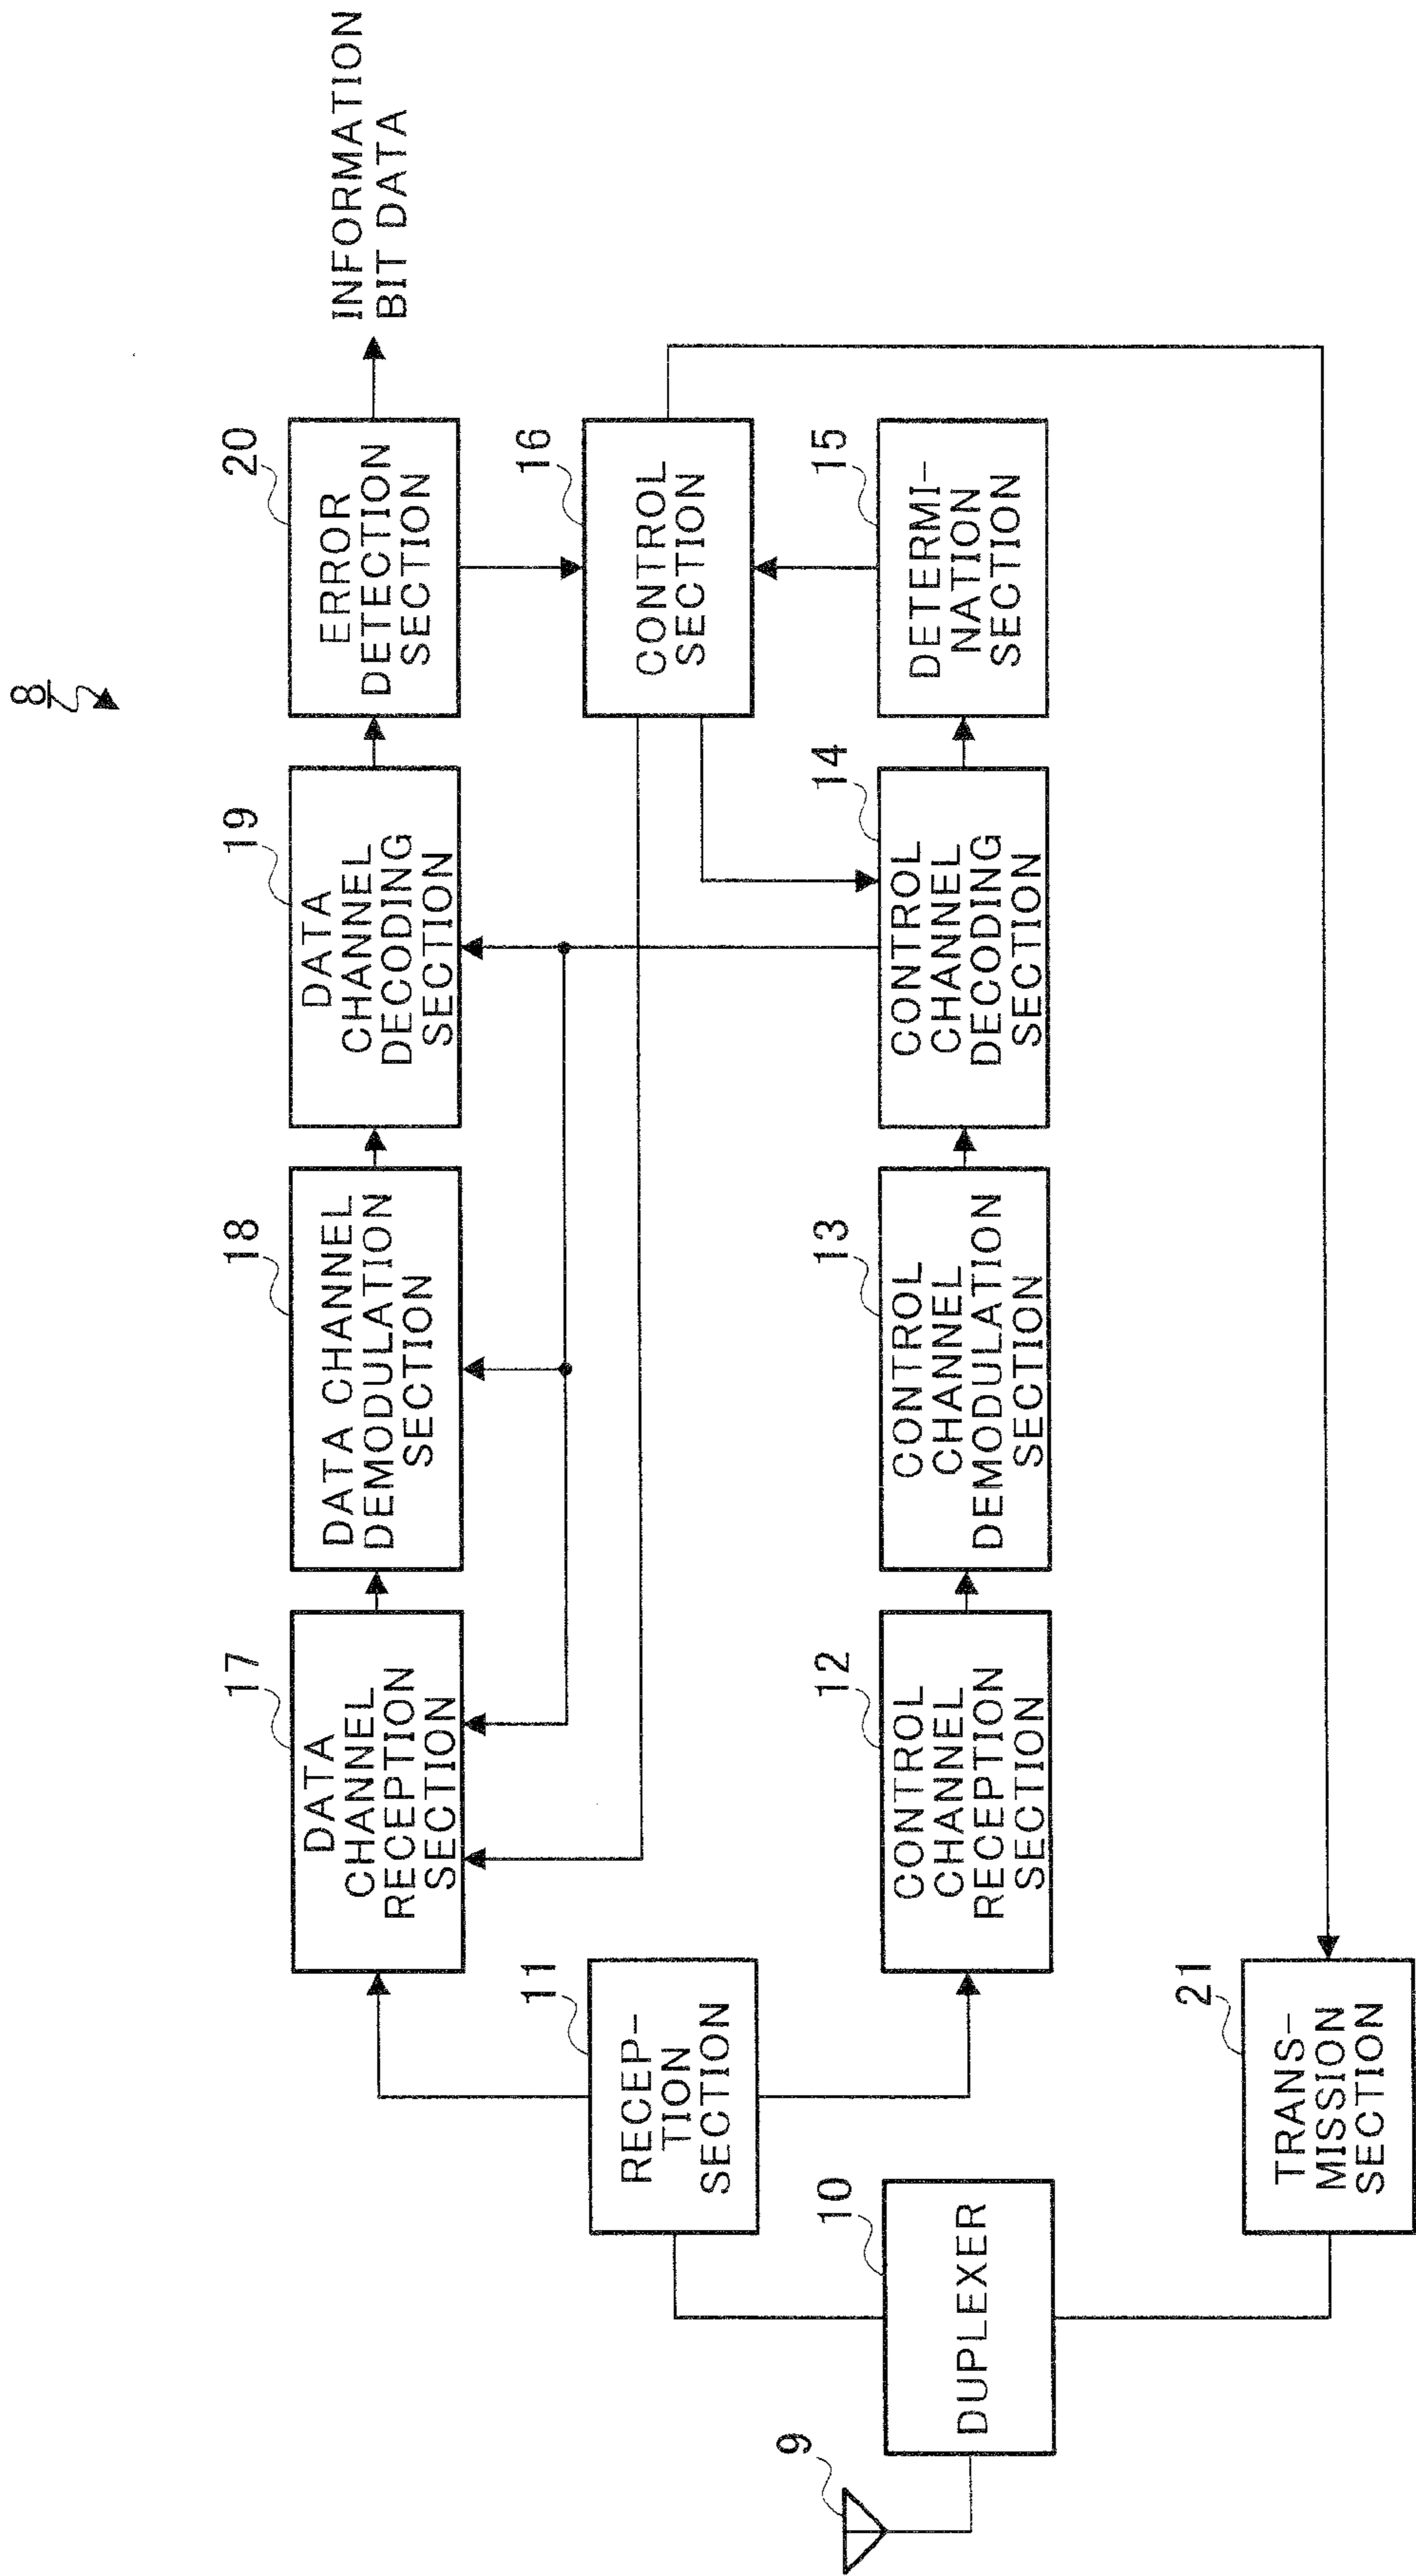 8
INFORMATION
BIT DATA
17
DATA
CHANNEL
RECEPTION
SECTION
18
DATA CHANNEL
DEMODULATION
SECTION
19
DATA
CHANNEL
DECODING
SECTION
20
ERROR
DETECTION
SECTION
11
RECEP-
TION
SECTION
16
CONTROL
SECTION
9
10
DUPLEXER
12
CONTROL
CHANNEL
RECEPTION
SECTION
13
CONTROL
CHANNEL
DEMODULATION
SECTION
14
CONTROL
CHANNEL
DECODING
SECTION
15
DETERMI-
NATION
SECTION
21
TRANS-
MISSION
SECTION